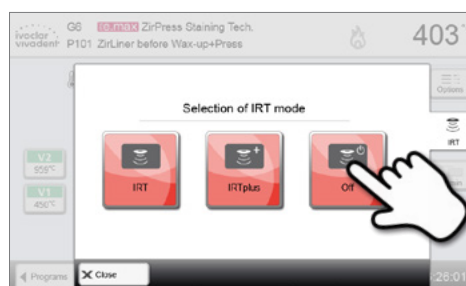 ivoclar vivadent
G6 IPS e.max ZirPress Staining Tech.
P101 ZirLiner before Wax-up+Press
403°
Options
Selection of IRT mode
IRT
IRT
IRTplus
Off
V2
959°C
V1
450°C
Programs
Close
:26:01